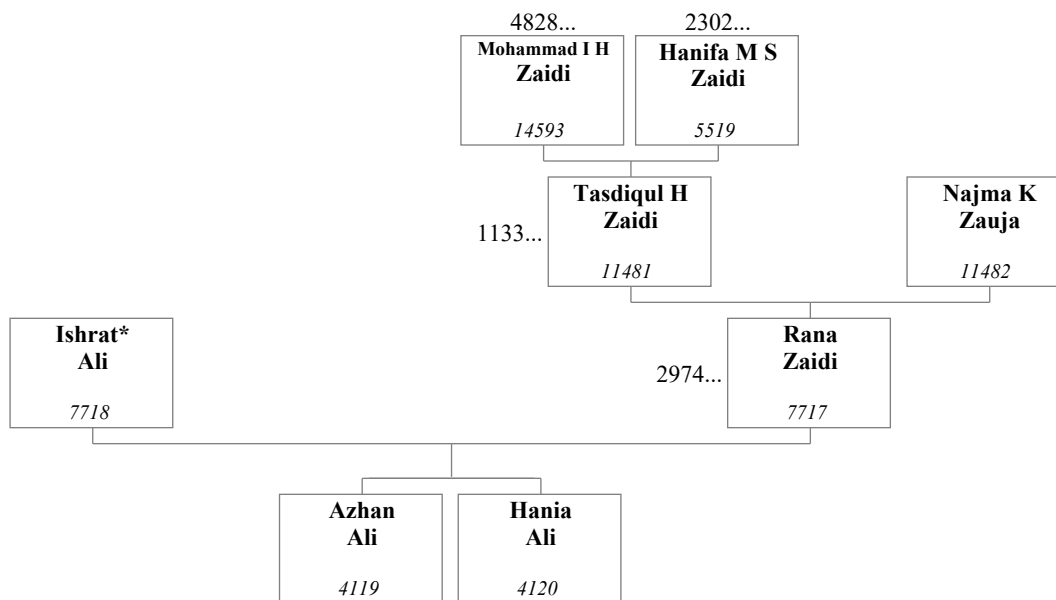 4828...
2302...
Mohammad I H
Zaidi
14593
Hanifa M S
Zaidi
5519
1133...
Tasdiqul H
Zaidi
11481
Najma K
Zauja
11482
Ishrat*
Ali
7718
2974...
Rana
Zaidi
7717
Azhan
Ali
4119
Hania
Ali
4120